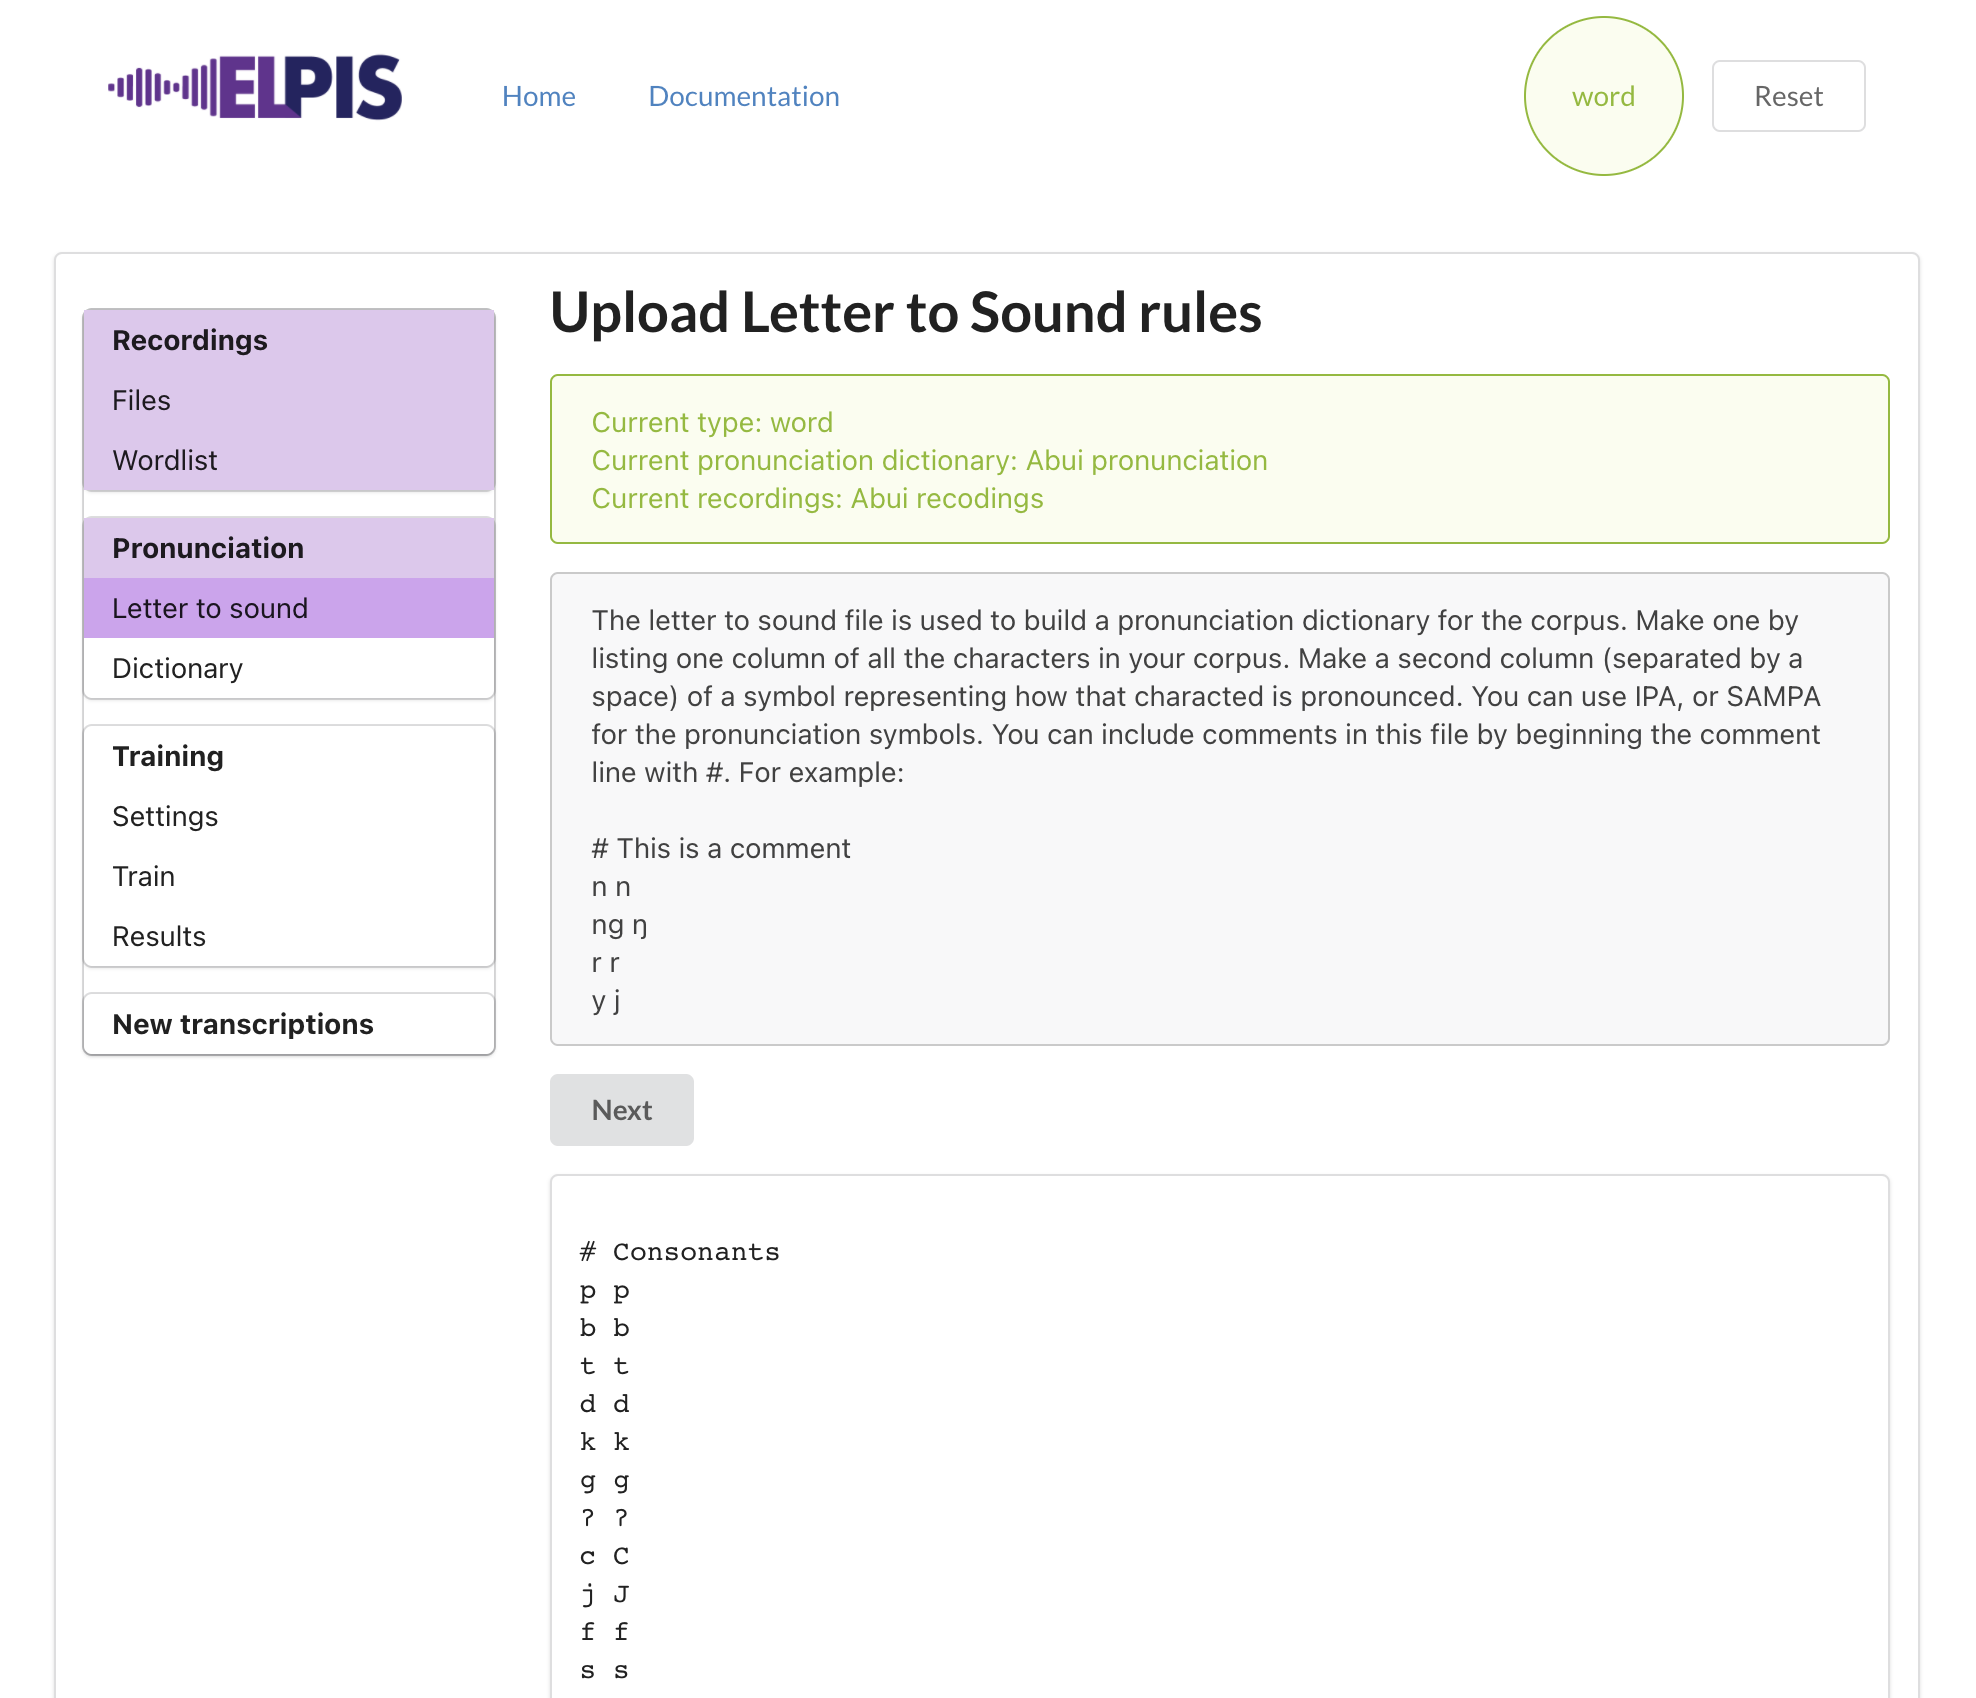 ELPIS
Home
Documentation
word
Reset
Recordings
Files
Wordlist
Pronunciation
Letter to sound
Dictionary
Training
Settings
Train
Results
New transcriptions
Upload Letter to Sound rules
Current type: word
Current pronunciation dictionary: Abui pronunciation
Current recordings: Abui recodings
The letter to sound file is used to build a pronunciation dictionary for the corpus. Make one by
listing one column of all the characters in your corpus. Make a second column (separated by a
space) of a symbol representing how that characted is pronounced. You can use IPA, or SAMPA
for the pronunciation symbols. You can include comments in this file by beginning the comment
line with #. For example:
# This is a comment
n n
ng ŋ
r r
y j
Next
# Consonants
p p
b b
t t
d d
k k
g g
ʔ ʔ
c C
j J
f f
s s